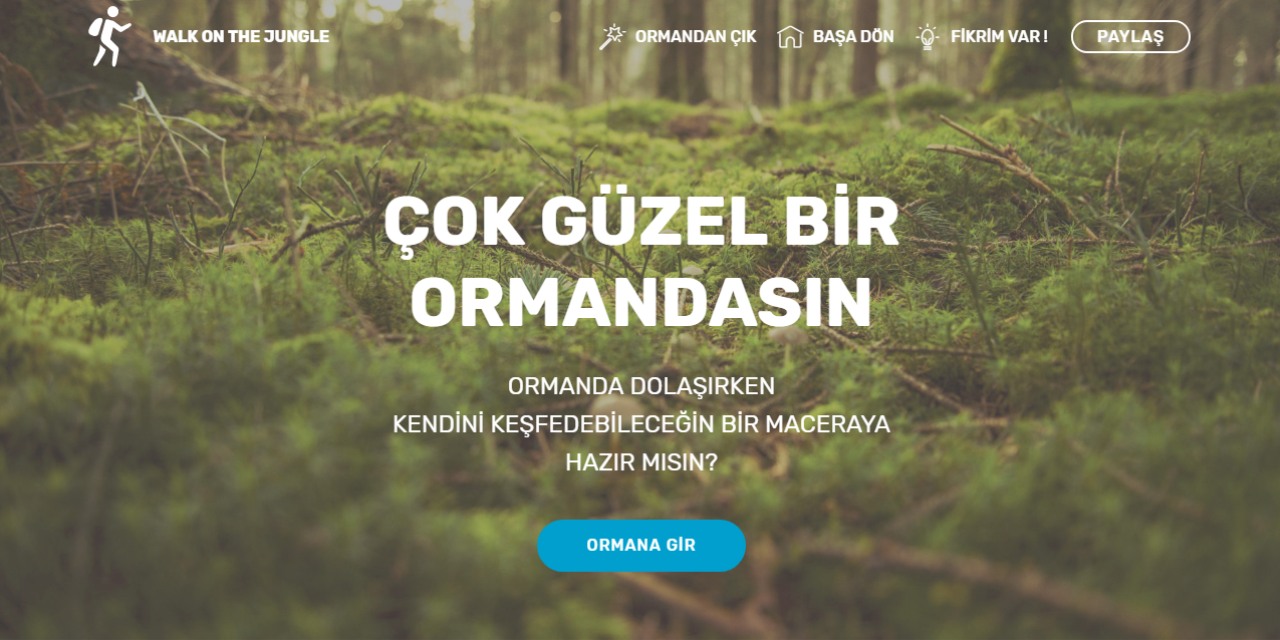 WALK ON THE JUNGLE
ORMANDAN ÇIK
BAŞA DÖN
FİKRİM VAR !
PAYLAŞ
ÇOK GÜZEL BİR
ORMANDASIN
ORMANDA DOLAŞIRKEN
KENDİNİ KEŞFEDEBİLECEĞİN BİR MACERAYA
HAZIR MISIN?
ORMANA GİR